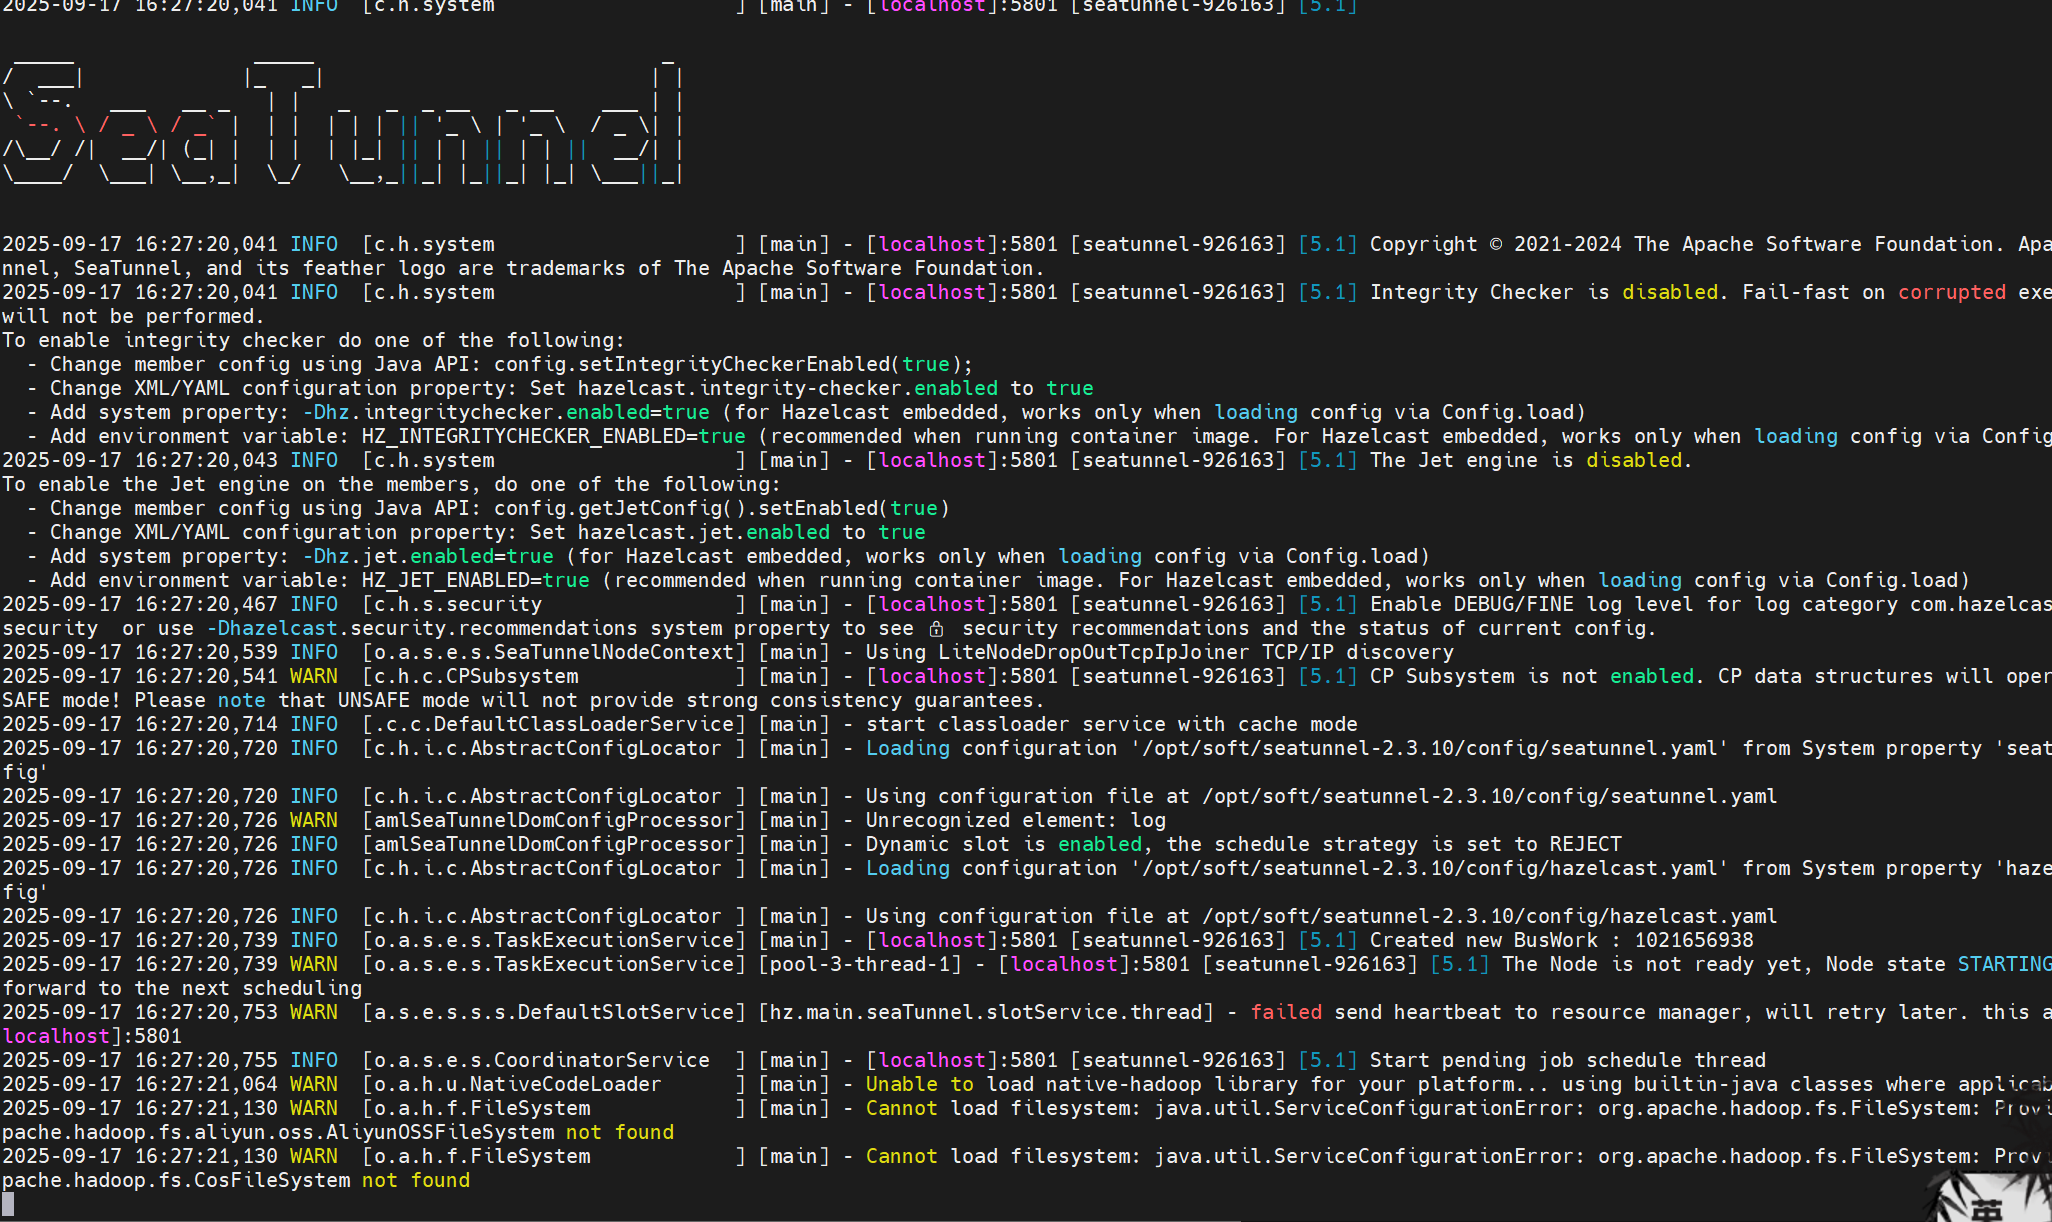 2025-09-17 16:27:20,041 INFO  [c.h.system                    ] [main] - [localhost]:5801 [seatunnel-926163] [5.1]
SeaTunnel
2025-09-17 16:27:20,041 INFO  [c.h.system                    ] [main] - [localhost]:5801 [seatunnel-926163] [5.1] Copyright © 2021-2024 The Apache Software Foundation. Apa
nnel, SeaTunnel, and its feather logo are trademarks of The Apache Software Foundation.
2025-09-17 16:27:20,041 INFO  [c.h.system                    ] [main] - [localhost]:5801 [seatunnel-926163] [5.1] Integrity Checker is disabled. Fail-fast on corrupted exe
will not be performed.
To enable integrity checker do one of the following:
  - Change member config using Java API: config.setIntegrityCheckerEnabled(true);
  - Change XML/YAML configuration property: Set hazelcast.integrity-checker.enabled to true
  - Add system property: -Dhz.integritychecker.enabled=true (for Hazelcast embedded, works only when loading config via Config.load)
  - Add environment variable: HZ_INTEGRITYCHECKER_ENABLED=true (recommended when running container image. For Hazelcast embedded, works only when loading config via Config
2025-09-17 16:27:20,043 INFO  [c.h.system                    ] [main] - [localhost]:5801 [seatunnel-926163] [5.1] The Jet engine is disabled.
To enable the Jet engine on the members, do one of the following:
  - Change member config using Java API: config.getJetConfig().setEnabled(true)
  - Change XML/YAML configuration property: Set hazelcast.jet.enabled to true
  - Add system property: -Dhz.jet.enabled=true (for Hazelcast embedded, works only when loading config via Config.load)
  - Add environment variable: HZ_JET_ENABLED=true (recommended when running container image. For Hazelcast embedded, works only when loading config via Config.load)
2025-09-17 16:27:20,467 INFO  [c.h.s.security                ] [main] - [localhost]:5801 [seatunnel-926163] [5.1] Enable DEBUG/FINE log level for log category com.hazelcas
security  or use -Dhazelcast.security.recommendations system property to see 🔒 security recommendations and the status of current config.
2025-09-17 16:27:20,539 INFO  [o.a.s.e.s.SeaTunnelNodeContext] [main] - Using LiteNodeDropOutTcpIpJoiner TCP/IP discovery
2025-09-17 16:27:20,541 WARN  [c.h.c.CPSubsystem             ] [main] - [localhost]:5801 [seatunnel-926163] [5.1] CP Subsystem is not enabled. CP data structures will oper
SAFE mode! Please note that UNSAFE mode will not provide strong consistency guarantees.
2025-09-17 16:27:20,714 INFO  [.c.c.DefaultClassLoaderService] [main] - start classloader service with cache mode
2025-09-17 16:27:20,720 INFO  [c.h.i.c.AbstractConfigLocator ] [main] - Loading configuration '/opt/soft/seatunnel-2.3.10/config/seatunnel.yaml' from System property 'seat
fig'
2025-09-17 16:27:20,720 INFO  [c.h.i.c.AbstractConfigLocator ] [main] - Using configuration file at /opt/soft/seatunnel-2.3.10/config/seatunnel.yaml
2025-09-17 16:27:20,726 WARN  [amlSeaTunnelDomConfigProcessor] [main] - Unrecognized element: log
2025-09-17 16:27:20,726 INFO  [amlSeaTunnelDomConfigProcessor] [main] - Dynamic slot is enabled, the schedule strategy is set to REJECT
2025-09-17 16:27:20,726 INFO  [c.h.i.c.AbstractConfigLocator ] [main] - Loading configuration '/opt/soft/seatunnel-2.3.10/config/hazelcast.yaml' from System property 'haze
fig'
2025-09-17 16:27:20,726 INFO  [c.h.i.c.AbstractConfigLocator ] [main] - Using configuration file at /opt/soft/seatunnel-2.3.10/config/hazelcast.yaml
2025-09-17 16:27:20,739 INFO  [o.a.s.e.s.TaskExecutionService] [main] - [localhost]:5801 [seatunnel-926163] [5.1] Created new BusWork : 1021656938
2025-09-17 16:27:20,739 WARN  [o.a.s.e.s.TaskExecutionService] [pool-3-thread-1] - [localhost]:5801 [seatunnel-926163] [5.1] The Node is not ready yet, Node state STARTING
forward to the next scheduling
2025-09-17 16:27:20,753 WARN  [a.s.e.s.s.s.DefaultSlotService] [hz.main.seaTunnel.slotService.thread] - failed send heartbeat to resource manager, will retry later. this a
localhost]:5801
2025-09-17 16:27:20,755 INFO  [o.a.s.e.s.CoordinatorService  ] [main] - [localhost]:5801 [seatunnel-926163] [5.1] Start pending job schedule thread
2025-09-17 16:27:21,064 WARN  [o.a.h.u.NativeCodeLoader      ] [main] - Unable to load native-hadoop library for your platform... using builtin-java classes where applicab
2025-09-17 16:27:21,130 WARN  [o.a.h.f.FileSystem            ] [main] - Cannot load filesystem: java.util.ServiceConfigurationError: org.apache.hadoop.fs.FileSystem: Provi
pache.hadoop.fs.aliyun.oss.AliyunOSSFileSystem not found
2025-09-17 16:27:21,130 WARN  [o.a.h.f.FileSystem            ] [main] - Cannot load filesystem: java.util.ServiceConfigurationError: org.apache.hadoop.fs.FileSystem: Provi
pache.hadoop.fs.CosFileSystem not found
英